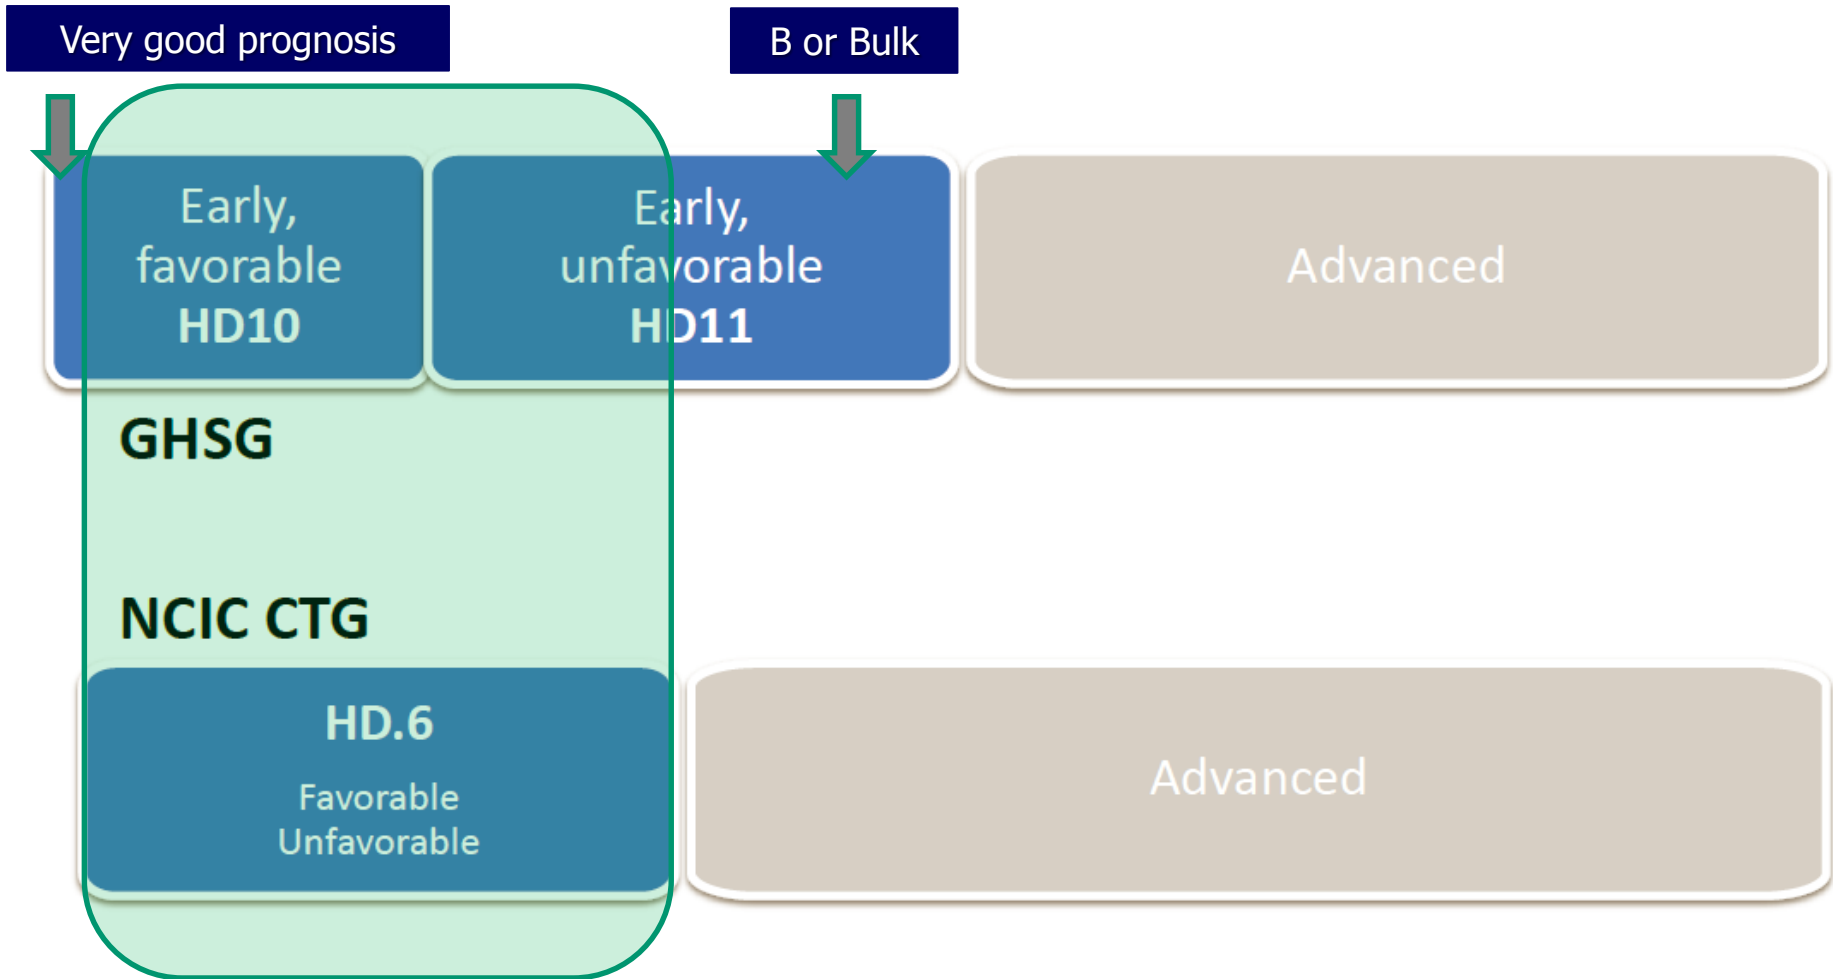 Very good prognosis
B or Bulk
Early,
favorable
HD10
Early,
unfavorable
HD11
Advanced
GHSG
NCIC CTG
HD.6
Favorable
Unfavorable
Advanced